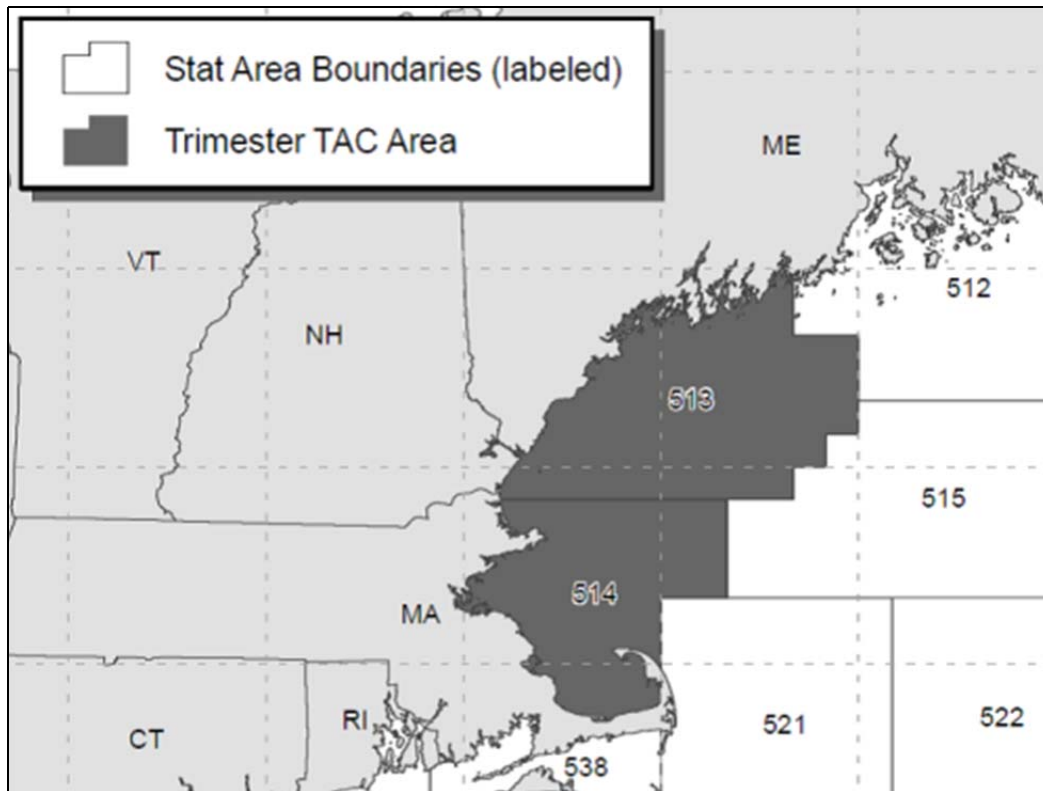 Stat Area Boundaries (labeled)
Trimester TAC Area
ME
VT
512
NH
513
515
514
MA
RI
521
522
CT
538